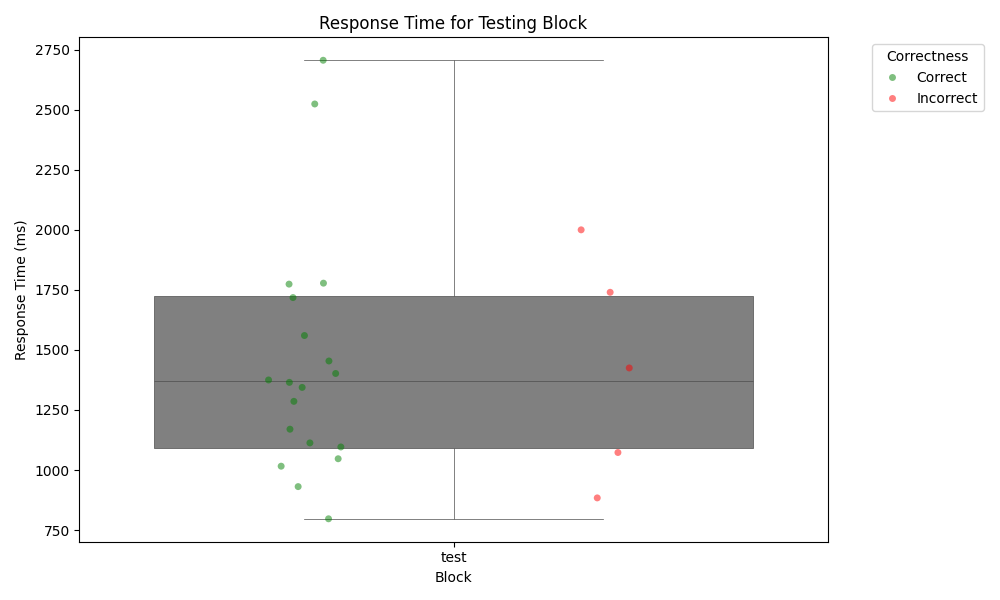 Response Time for Testing Block
Correctness
Correct
Incorrect
Response Time (ms)
2750
2500
2250
2000
1750
1500
1250
1000
750
test
Block